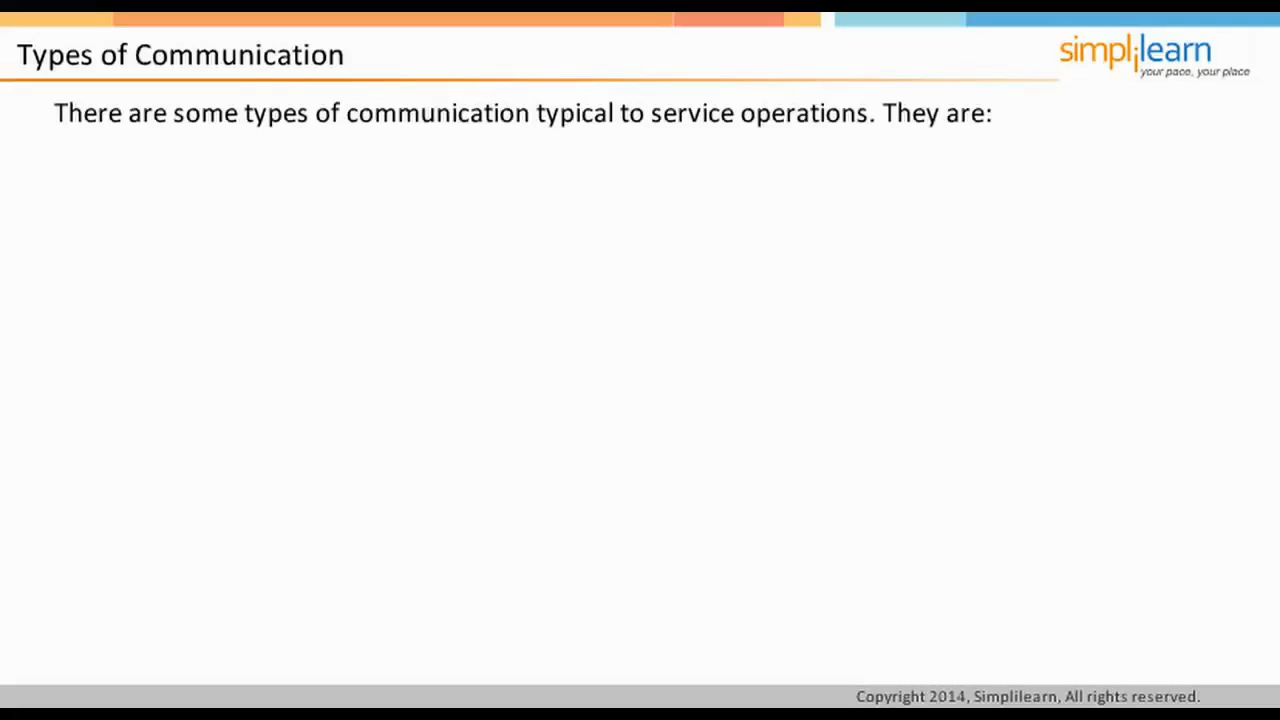 Types of Communication
simplilearn
your pace, your place
There are some types of communication typical to service operations. They are:
Copyright 2014, Simplilearn, All rights reserved.